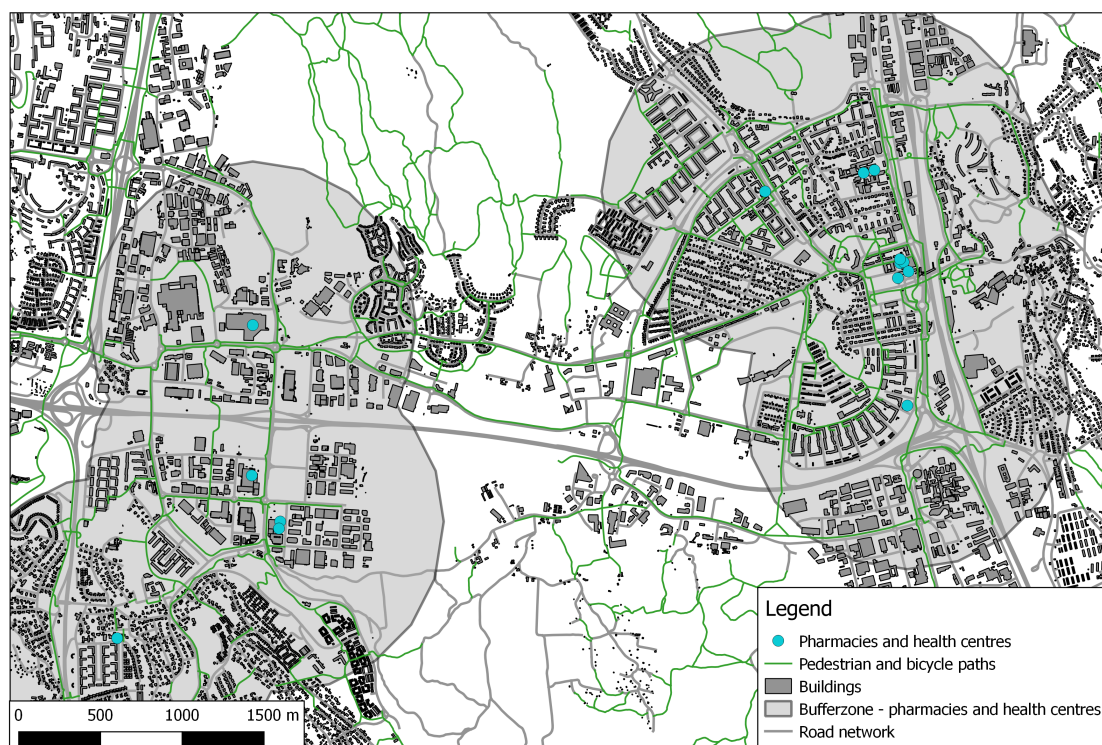 Legend
Pharmacies and health centres
Pedestrian and bicycle paths
Buildings
Bufferzone - pharmacies and health centres
Road network
0 500 1000 1500 m